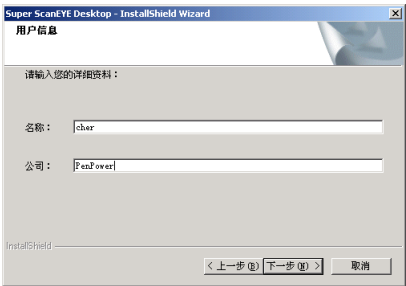 Super ScanEYE Desktop - InstallShield Wizard
用户信息
请输入您的详细资料：
名称： cher
公司： PenPower
InstallShield
< 上一步(B) 下一步(N) > 取消